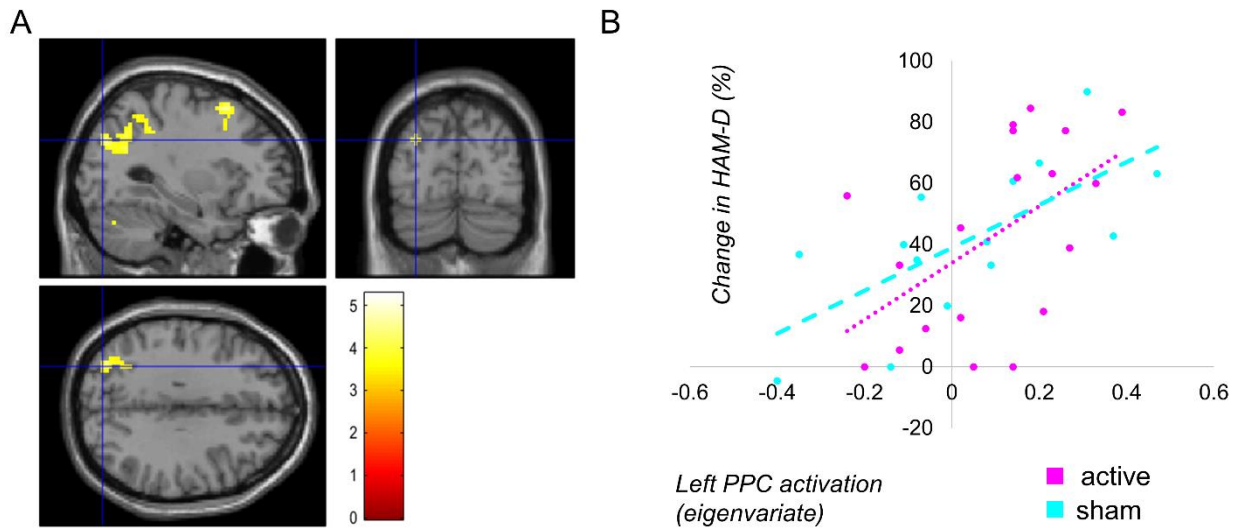 A
B
5
4
3
2
1
0
Change in HAM-D (%)
100
80
60
40
20
0
-20
-0.6
-0.4
-0.2
0
0.2
0.4
0.6
Left PPC activation
(eigenvariate)
active
sham